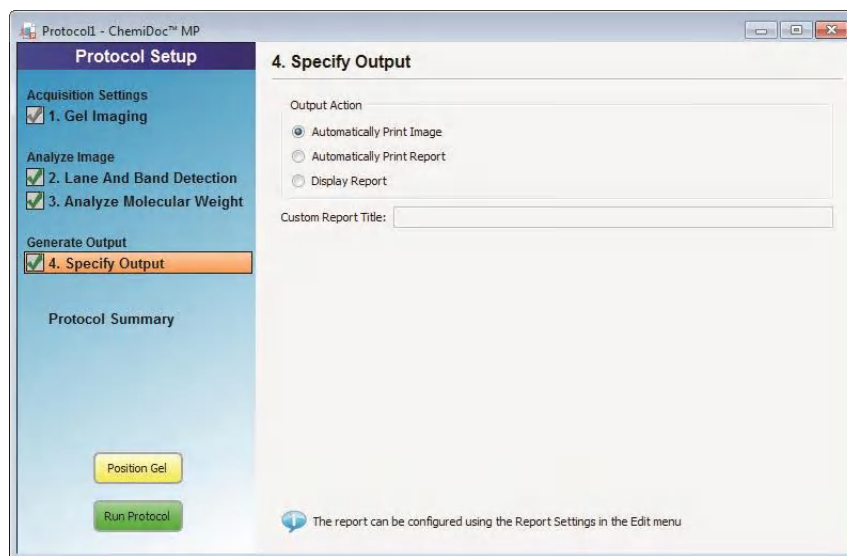 Protocol1 - ChemiDoc™ MP
Protocol Setup
Acquisition Settings
1. Gel Imaging
Analyze Image
2. Lane And Band Detection
3. Analyze Molecular Weight
Generate Output
4. Specify Output
Protocol Summary
Position Gel
Run Protocol
4. Specify Output
Output Action
Automatically Print Image
Automatically Print Report
Display Report
Custom Report Title:
The report can be configured using the Report Settings in the Edit menu